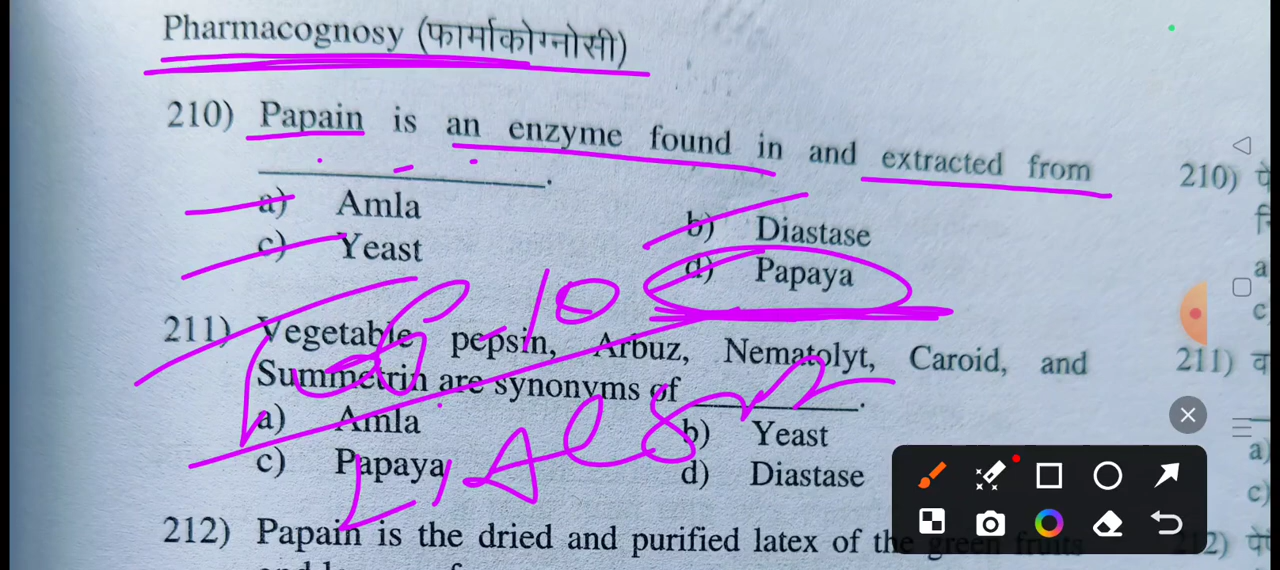 Pharmacognosy (फार्माकोग्नोसी)
210) Papain is an enzyme found in and extracted from
____________.
a) Amla
b) Diastase
c) Yeast
d) Papaya
211) Vegetable pepsin, Arbuz, Nematolyt, Caroid, and
Summetrin are synonyms of ____________.
a) Amla
b) Yeast
c) Papaya
d) Diastase
212) Papain is the dried and purified latex of the green fruits
210)
211)
a)
c)
212)